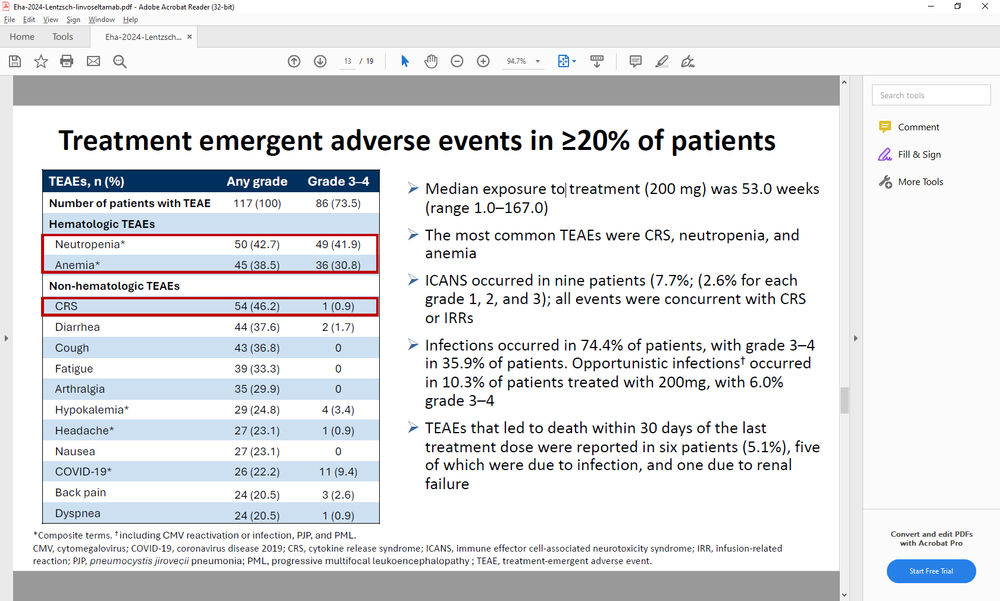 Eha-2024-Lentzsch-linvoseltamab.pdf - Adobe Acrobat Reader (32-bit)
File Edit View Sign Window Help
Home Tools Eha-2024-Lentzsch... ×
13 / 19 94.7%
Treatment emergent adverse events in ≥20% of patients
TEAEs, n (%) Any grade Grade 3–4
Number of patients with TEAE 117 (100) 86 (73.5)
Hematologic TEAEs
Neutropenia* 50 (42.7) 49 (41.9)
Anemia* 45 (38.5) 36 (30.8)
Non-hematologic TEAEs
CRS 54 (46.2) 1 (0.9)
Diarrhea 44 (37.6) 2 (1.7)
Cough 43 (36.8) 0
Fatigue 39 (33.3) 0
Arthralgia 35 (29.9) 0
Hypokalemia* 29 (24.8) 4 (3.4)
Headache* 27 (23.1) 1 (0.9)
Nausea 27 (23.1) 0
COVID-19* 26 (22.2) 11 (9.4)
Back pain 24 (20.5) 3 (2.6)
Dyspnea 24 (20.5) 1 (0.9)
➢ Median exposure to treatment (200 mg) was 53.0 weeks
(range 1.0–167.0)
➢ The most common TEAEs were CRS, neutropenia, and
anemia
➢ ICANS occurred in nine patients (7.7%; (2.6% for each
grade 1, 2, and 3); all events were concurrent with CRS
or IRRs
➢ Infections occurred in 74.4% of patients, with grade 3–4
in 35.9% of patients. Opportunistic infections† occurred
in 10.3% of patients treated with 200mg, with 6.0%
grade 3–4
➢ TEAEs that led to death within 30 days of the last
treatment dose were reported in six patients (5.1%), five
of which were due to infection, and one due to renal
failure
*Composite terms. †including CMV reactivation or infection, PJP, and PML.
CMV, cytomegalovirus; COVID-19, coronavirus disease 2019; CRS, cytokine release syndrome; ICANS, immune effector cell-associated neurotoxicity syndrome; IRR, infusion-related
reaction; PJP, pneumocystis jirovecii pneumonia; PML, progressive multifocal leukoencephalopathy ; TEAE, treatment-emergent adverse event.
Search tools
Comment
Fill & Sign
More Tools
Convert and edit PDFs
with Acrobat Pro
Start Free Trial